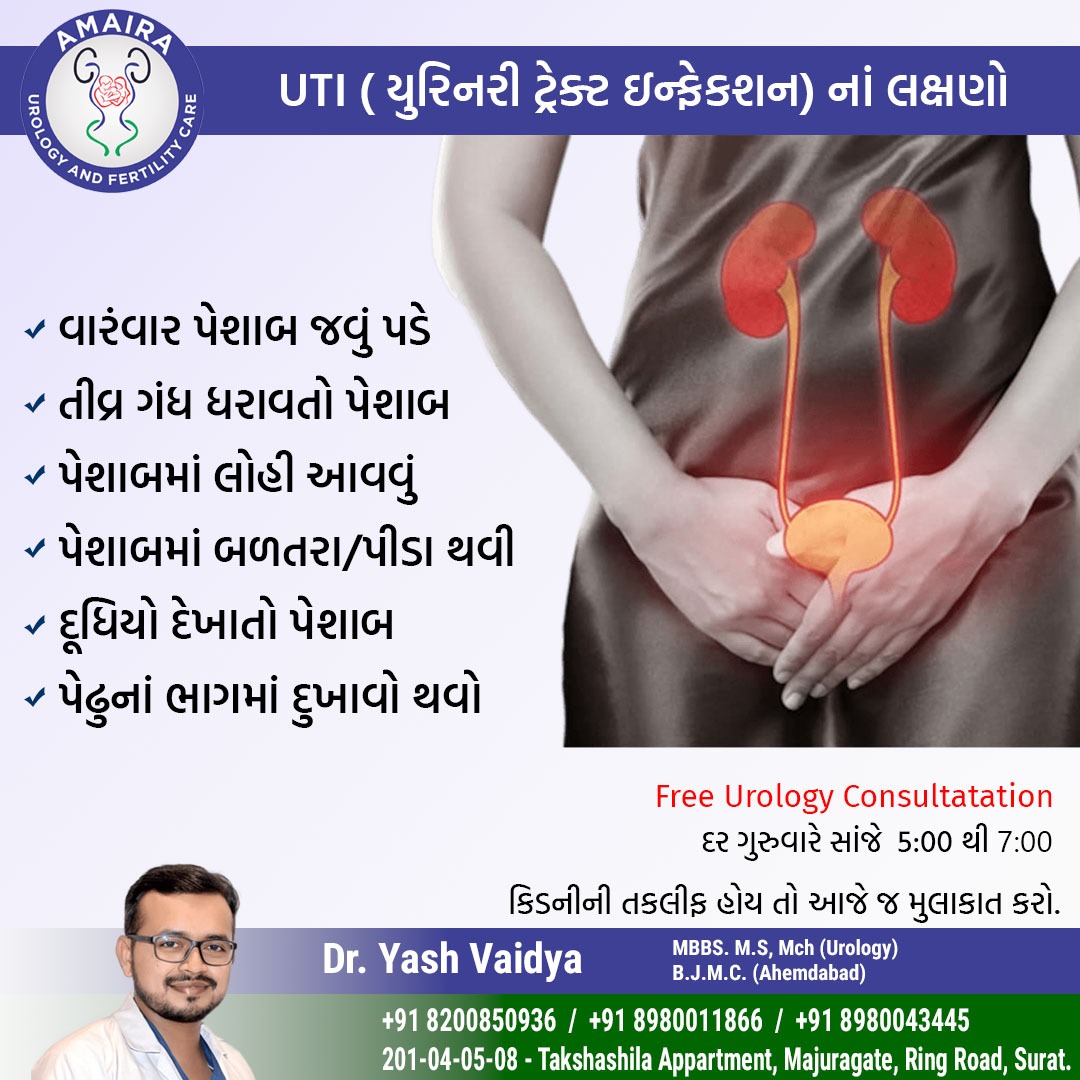 AMAIRA
UROLOGY AND FERTILITY CARE
UTI ( યુરિનરી ટ્રેક્ટ ઇન્ફેકશન) નાં લક્ષણો
વારંવાર પેશાબ જવું પડે
તીવ્ર ગંધ ધરાવતો પેશાબ
પેશાબમાં લોહી આવવું
પેશાબમાં બળતરા/પીડા થવી
દૂધિયો દેખાતો પેશાબ
પેઢુનાં ભાગમાં દુખાવો થવો
Free Urology Consultatation
દર ગુરુવારે સાંજે 5:00 થી 7:00
કિડનીની તકલીફ હોય તો આજે જ મુલાકાત કરો.
Dr. Yash Vaidya
MBBS. M.S, Mch (Urology)
B.J.M.C. (Ahemdabad)
+91 8200850936 / +91 8980011866 / +91 8980043445
201-04-05-08 - Takshashila Appartment, Majuragate, Ring Road, Surat.